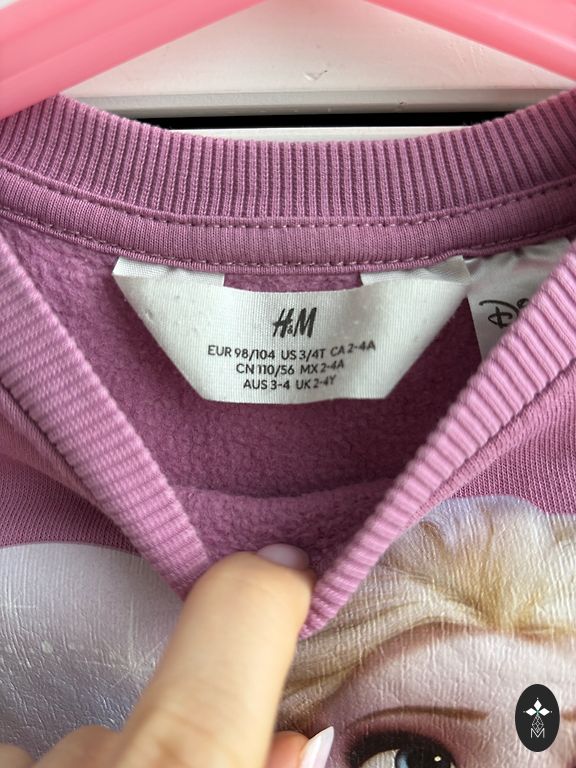 H&M
EUR 98/104 US 3/4T CA 2-4A
CN 110/56 MX 2-4A
AUS 3-4 UK 2-4Y